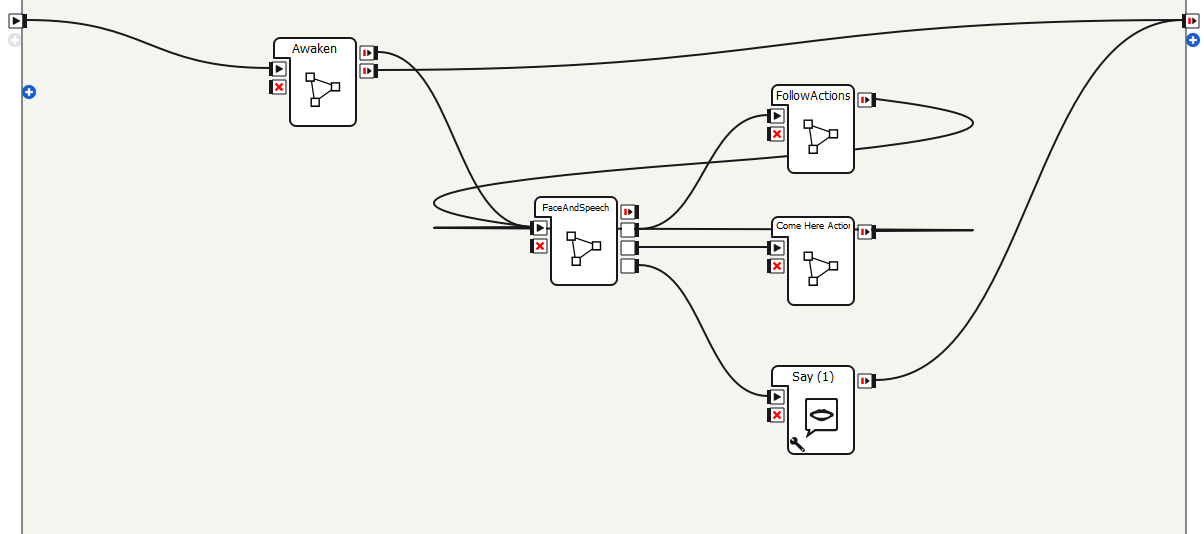 Awaken
FollowActions
FaceAndSpeech
Come Here Action
Say (1)